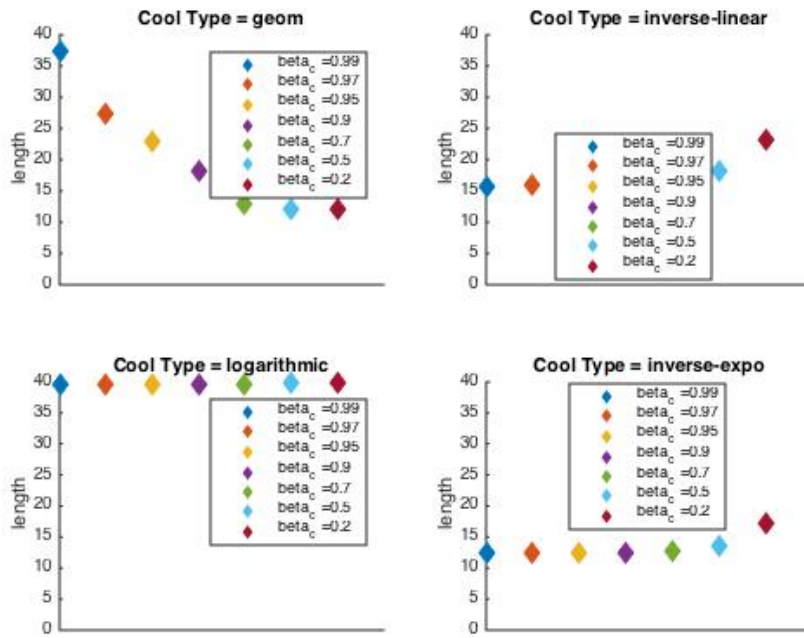 Cool Type = geom
40
35
30
25
20
15
10
5
0
length
beta_c =0.99
beta_c =0.97
beta_c =0.95
beta_c =0.9
beta_c =0.7
beta_c =0.5
beta_c =0.2
Cool Type = inverse-linear
40
35
30
25
20
15
10
5
0
length
beta_c =0.99
beta_c =0.97
beta_c =0.95
beta_c =0.9
beta_c =0.7
beta_c =0.5
beta_c =0.2
Cool Type = logarithmic
40
35
30
25
20
15
10
5
0
length
beta_c =0.99
beta_c =0.97
beta_c =0.95
beta_c =0.9
beta_c =0.7
beta_c =0.5
beta_c =0.2
Cool Type = inverse-expo
40
35
30
25
20
15
10
5
0
length
beta_c =0.99
beta_c =0.97
beta_c =0.95
beta_c =0.9
beta_c =0.7
beta_c =0.5
beta_c =0.2